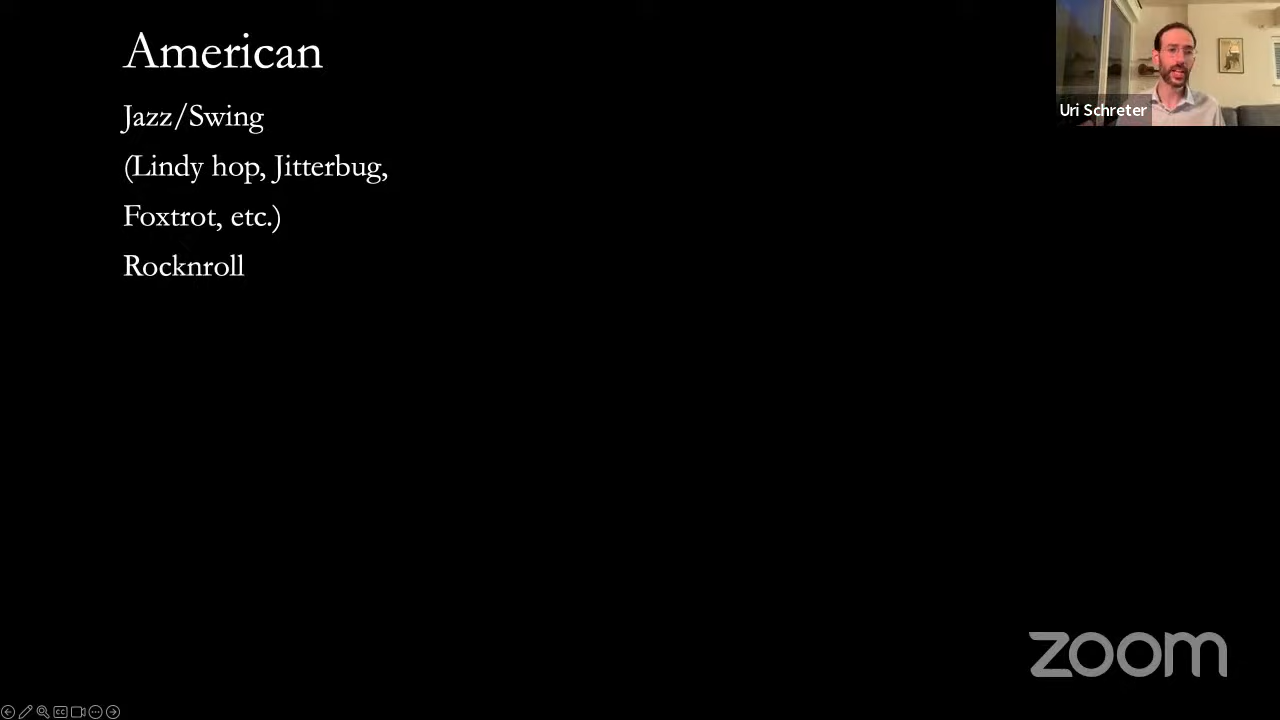 American
Jazz/Swing
(Lindy hop, Jitterbug,
Foxtrot, etc.)
Rocknroll
Uri Schreter
zoom